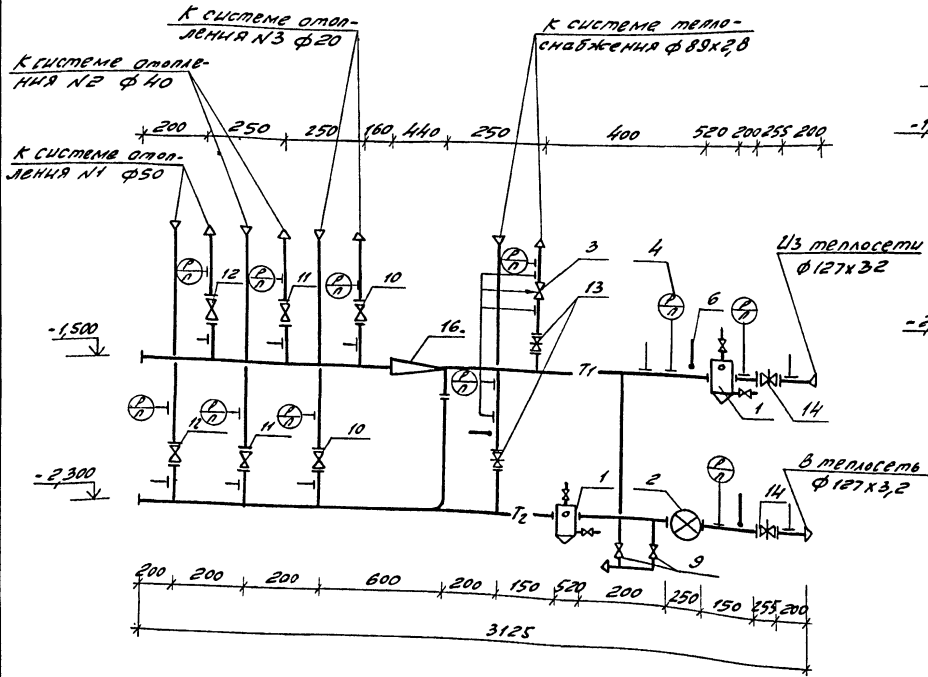 К системе отоп-
ления N3 ф20
К системе отопле-
ния N2 ф40
К системе отоп-
ления N1 ф50
К системе тепло-
снабжения ф89х2,8
200 250 250 160 440 250 400 520 200 255 200
Из теплосети
ф127х32
12 11 10 3 4 6
13
-1,500
16
Т1
1 14
Р
П
Р
П
Р
П
Р
П
Р
П
Р
П
Р
П
Р
П
Р
П
Р
П
Р
П
12 11 10
-2,300
Т2
1 2 14
9
В теплосеть
ф127х3,2
200 200 200 600 200 150 520 200 250 150 255 200
3125